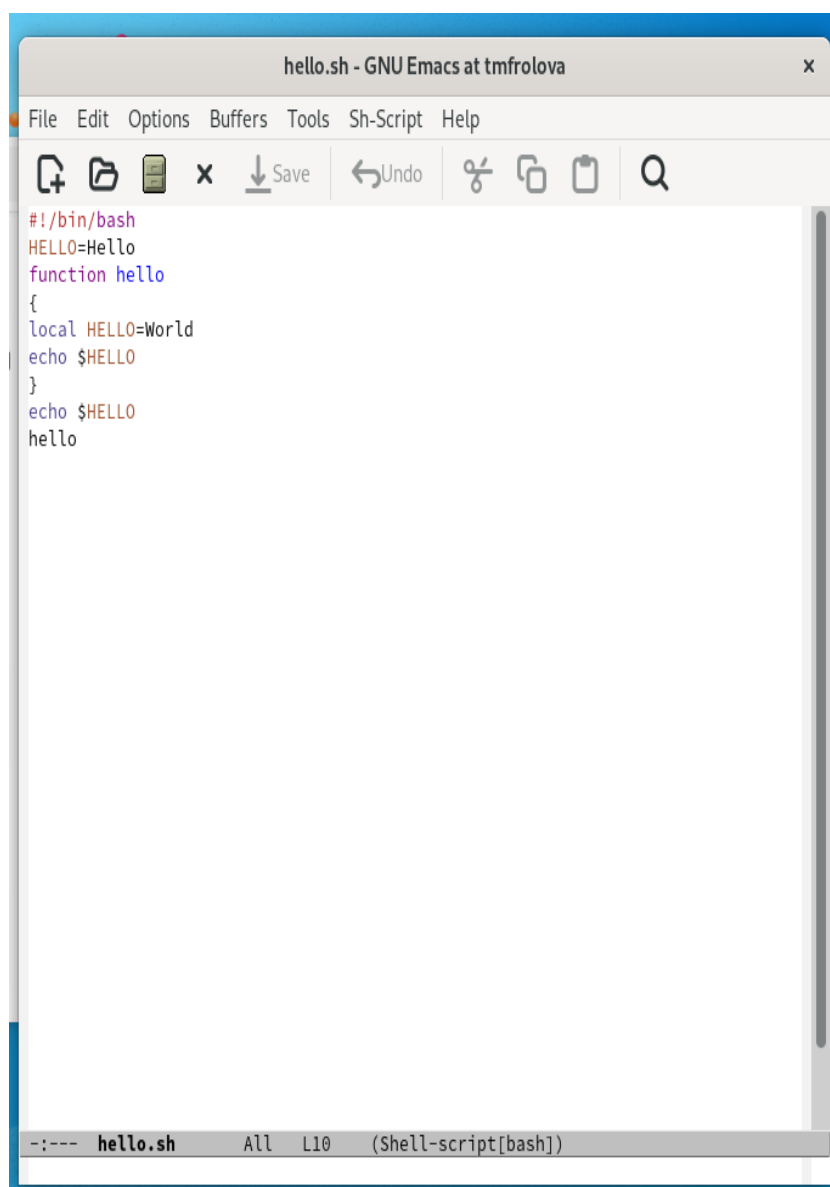 hello.sh - GNU Emacs at tmfrolova x
File Edit Options Buffers Tools Sh-Script Help
Save Undo
#!/bin/bash
HELLO=Hello
function hello
{
local HELLO=World
echo $HELLO
}
echo $HELLO
hello
-:--- hello.sh All L10 (Shell-script[bash])